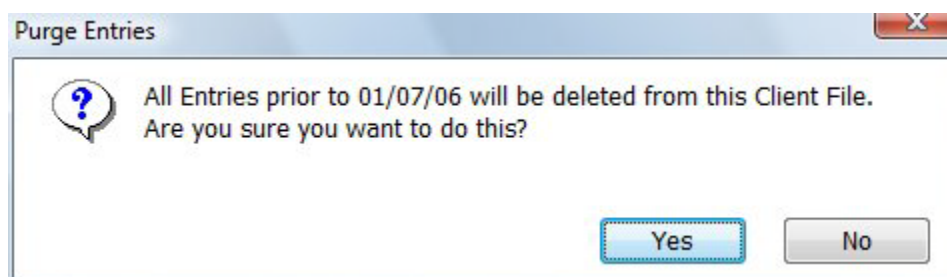 Purge Entries
All Entries prior to 01/07/06 will be deleted from this Client File.
Are you sure you want to do this?
Yes No